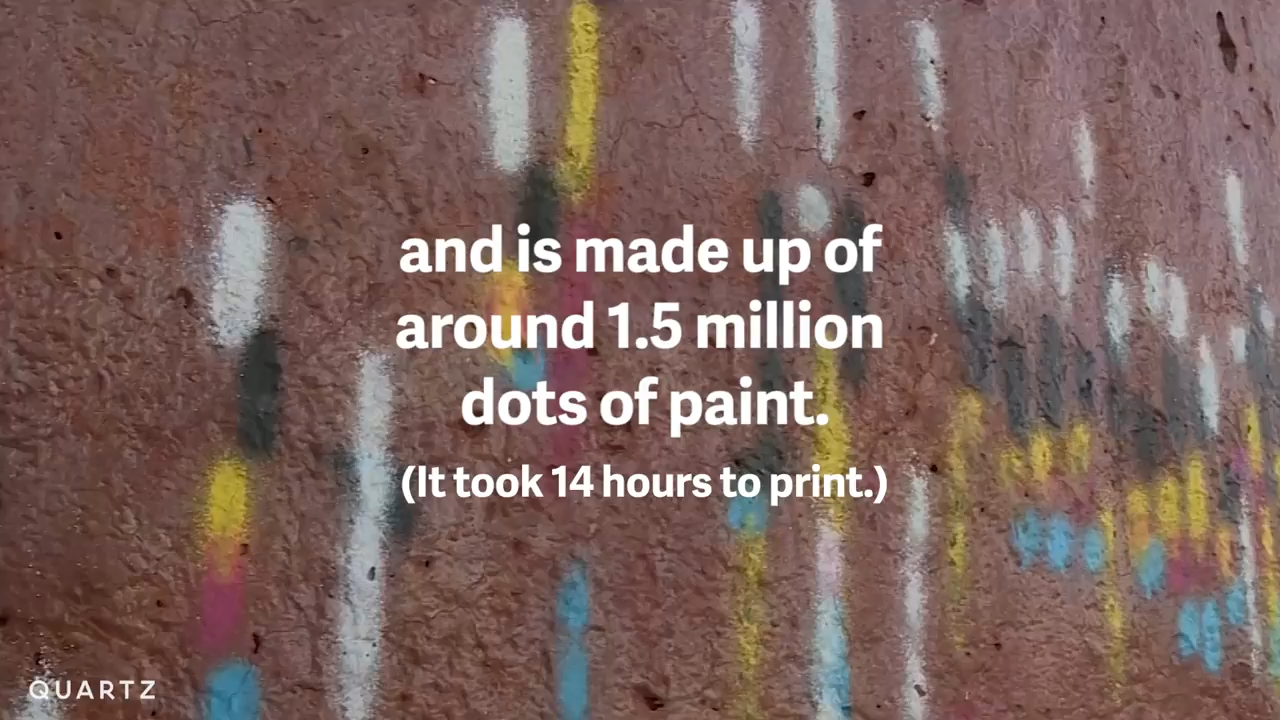 and is made up of
around 1.5 million
dots of paint.
(It took 14 hours to print.)
QUARTZ